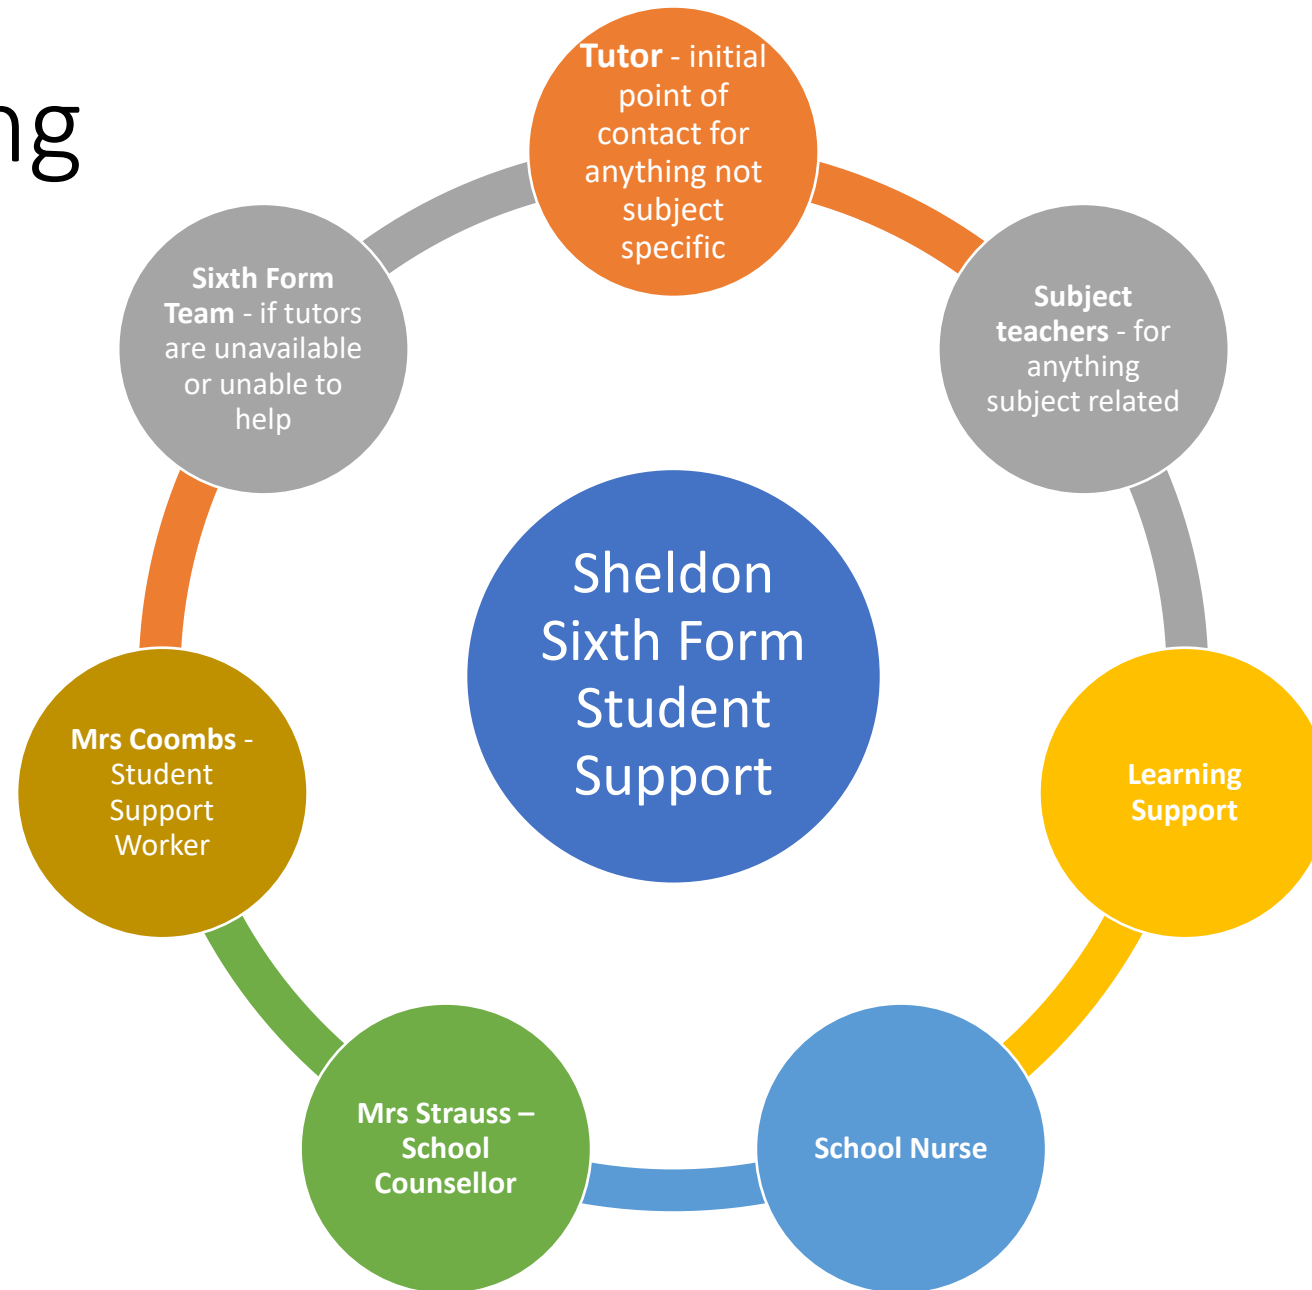 ng
Tutor - initial
point of
contact for
anything not
subject
specific
Subject
teachers - for
anything
subject related
Learning
Support
School Nurse
Mrs Strauss –
School
Counsellor
Mrs Coombs -
Student
Support
Worker
Sixth Form
Team - if tutors
are unavailable
or unable to
help
Sheldon
Sixth Form
Student
Support